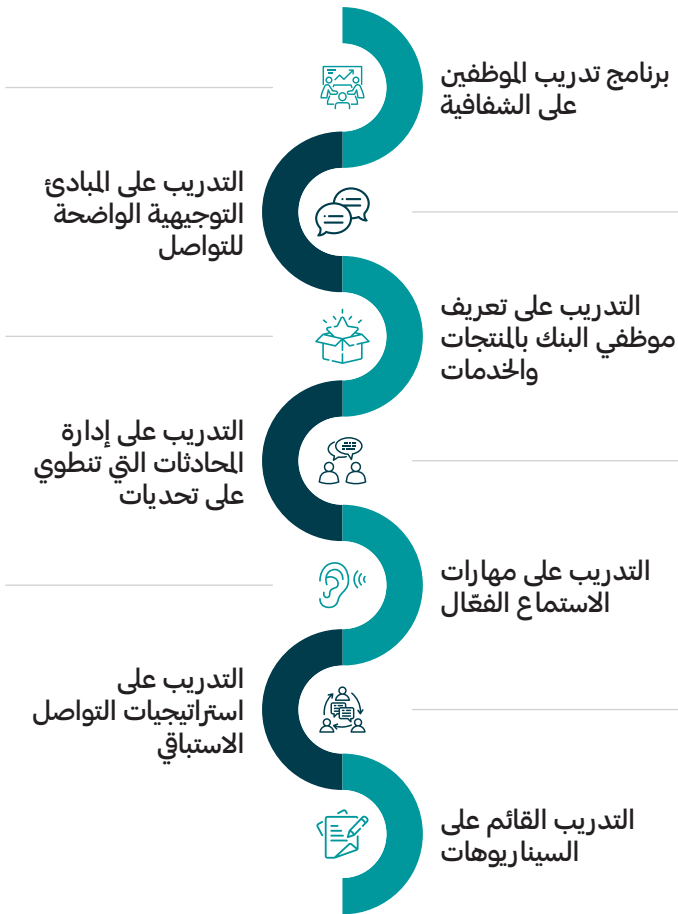 برنامج تدريب الموظفين
على الشفافية
التدريب على المبادئ
التوجيهية الواضحة
للتواصل
التدريب على تعريف
موظفي البنك بالمنتجات
والخدمات
التدريب على إدارة
المحادثات التي تنطوي
على تحديات
التدريب على مهارات
الاستماع الفعّال
التدريب على
استراتيجيات التواصل
الاستباقي
التدريب القائم على
السيناريوهات